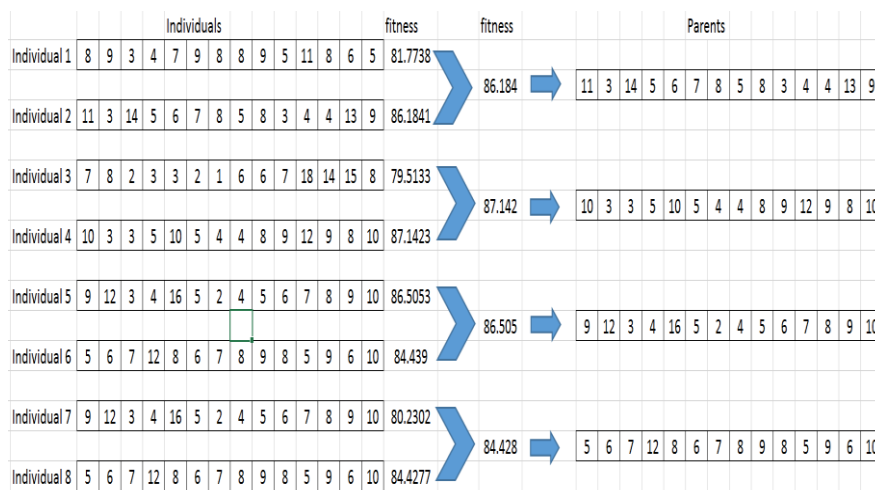 Individuals fitness fitness Parents
Individual 1 8 9 3 4 7 9 8 8 9 5 11 8 6 5 81.7738
86.184 11 3 14 5 6 7 8 5 8 3 4 4 13 9
Individual 2 11 3 14 5 6 7 8 5 8 3 4 4 13 9 86.1841
Individual 3 7 8 2 3 3 2 1 6 6 7 18 14 15 8 79.5133
87.142 10 3 3 5 10 5 4 4 8 9 12 9 8 10
Individual 4 10 3 3 5 10 5 4 4 8 9 12 9 8 10 87.1423
Individual 5 9 12 3 4 16 5 2 4 5 6 7 8 9 10 86.5053
86.505 9 12 3 4 16 5 2 4 5 6 7 8 9 10
Individual 6 5 6 7 12 8 6 7 8 9 8 5 9 6 10 84.439
Individual 7 9 12 3 4 16 5 2 4 5 6 7 8 9 10 80.2302
84.428 5 6 7 12 8 6 7 8 9 8 5 9 6 10
Individual 8 5 6 7 12 8 6 7 8 9 8 5 9 6 10 84.4277